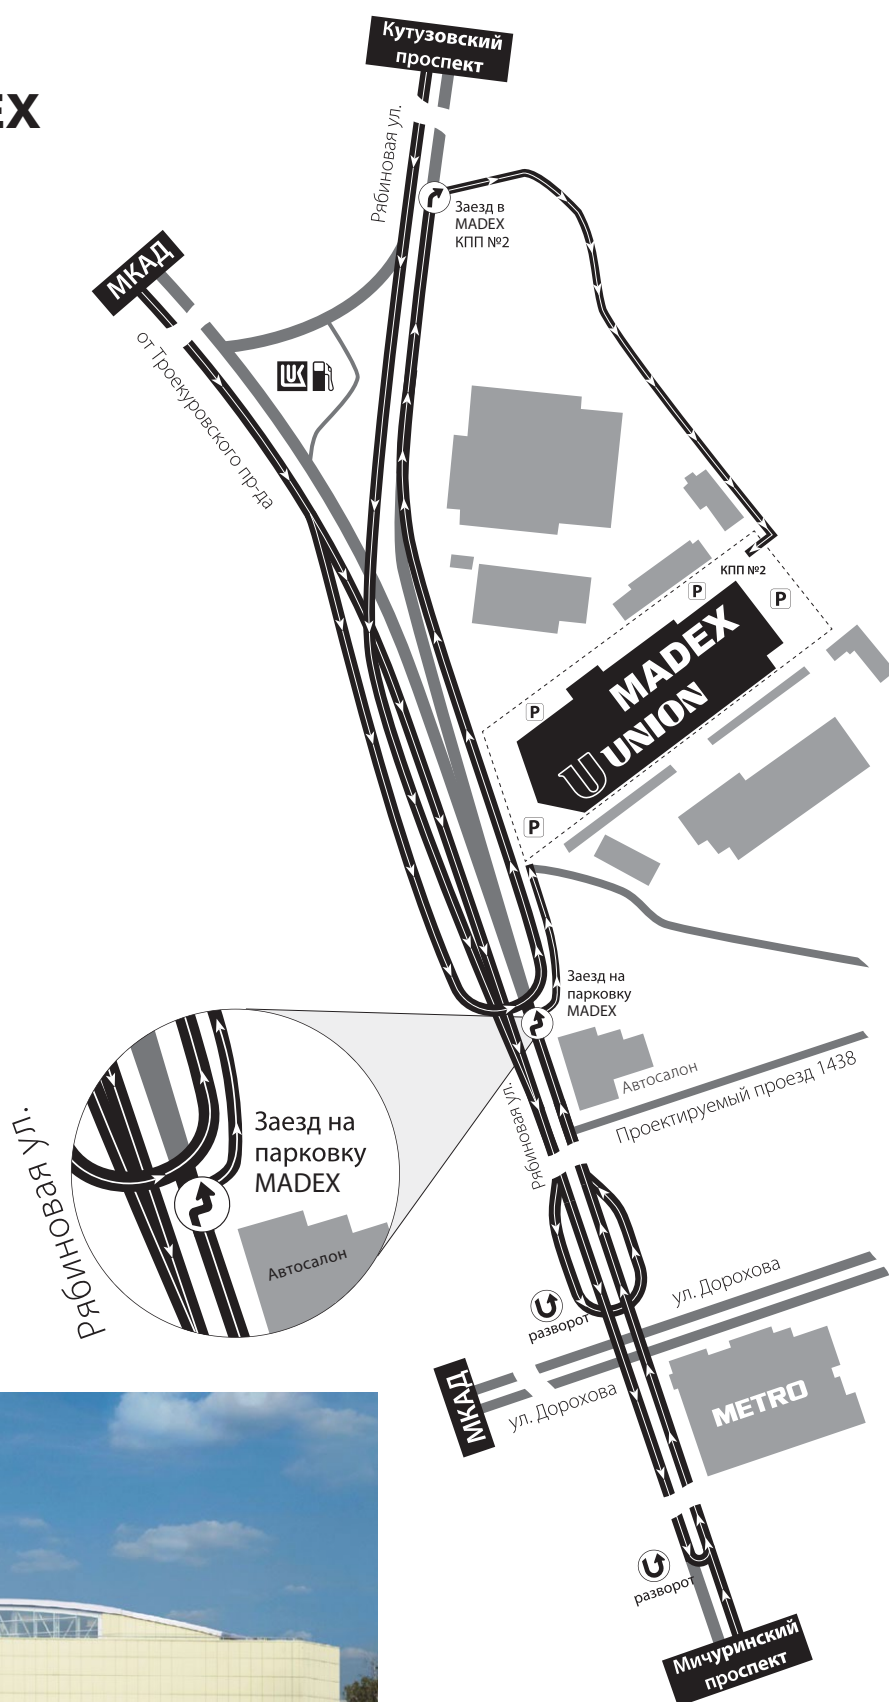 Кутузовский
проспект
EX
Рябиновая ул.
Заезд в
MADEX
КПП №2
МКАД
от Троекуровского пр-да
LUK
КПП №2
P
P
MADEX
UNION
P
P
Заезд на
парковку
MADEX
Автосалон
Проектируемый проезд 1438
Рябиновая ул.
Заезд на
парковку
MADEX
Автосалон
Рябиновая ул.
ул. Дорохова
разворот
МКАД
ул. Дорохова
METRO
разворот
Мичуринский
проспект